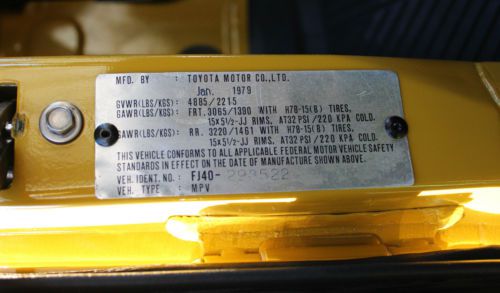 MFD. BY : TOYOTA MOTOR CO.,LTD.
Jan. 1979
GVWR(LBS/KGS): 4885/2215
GAWR(LBS/KGS): FRT. 3065/1390 WITH H78-15(B) TIRES,
15x5½-JJ RIMS, AT32 PSI/220 KPA COLD.
GAWR(LBS/KGS): RR. 3220/1461 WITH H78-15(B) TIRES,
15x5½-JJ RIMS, AT32 PSI/220 KPA COLD.
THIS VEHICLE CONFORMS TO ALL APPLICABLE FEDERAL MOTOR VEHICLE SAFETY
STANDARDS IN EFFECT ON THE DATE OF MANUFACTURE SHOWN ABOVE.
VEH. IDENT. NO. : FJ40-293522
VEH. TYPE : MPV